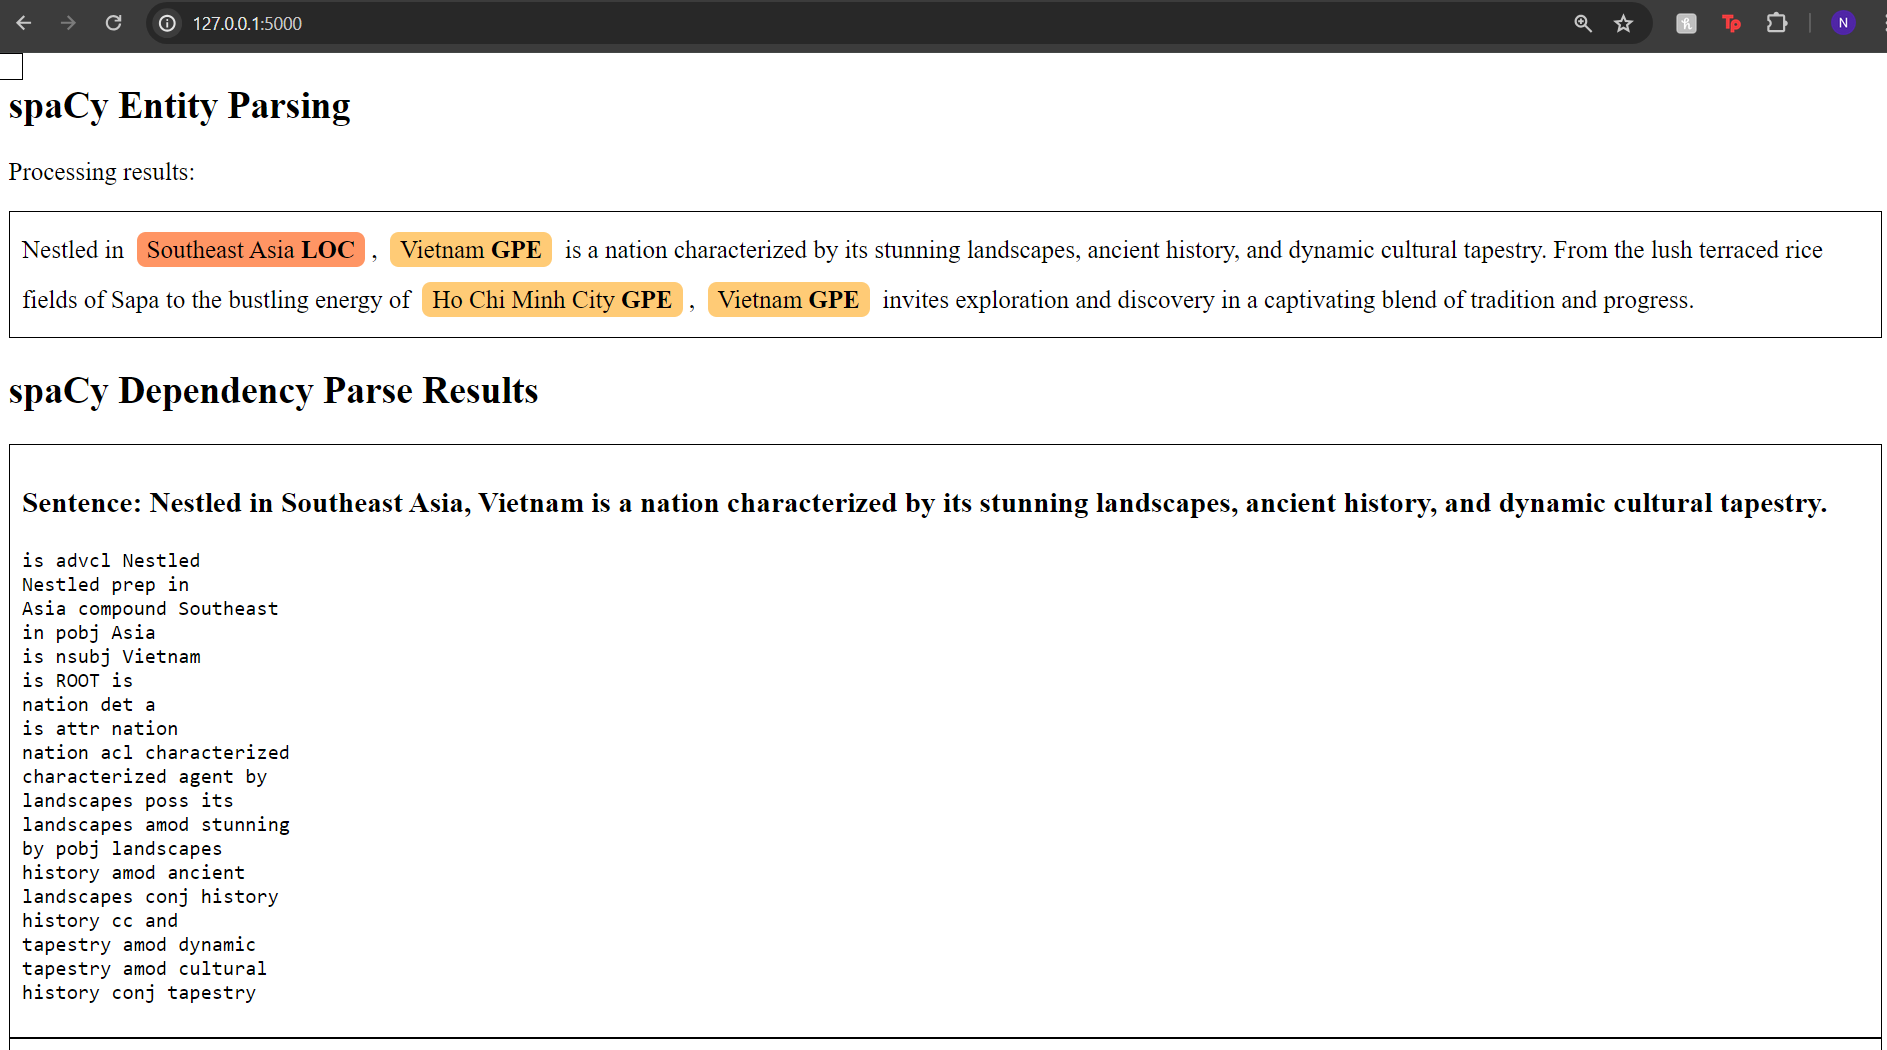 127.0.0.1:5000
N
spaCy Entity Parsing
Processing results:
Nestled in Southeast Asia LOC , Vietnam GPE is a nation characterized by its stunning landscapes, ancient history, and dynamic cultural tapestry. From the lush terraced rice
fields of Sapa to the bustling energy of Ho Chi Minh City GPE , Vietnam GPE invites exploration and discovery in a captivating blend of tradition and progress.
spaCy Dependency Parse Results
Sentence: Nestled in Southeast Asia, Vietnam is a nation characterized by its stunning landscapes, ancient history, and dynamic cultural tapestry.
is advcl Nestled
Nestled prep in
Asia compound Southeast
in pobj Asia
is nsubj Vietnam
is ROOT is
nation det a
is attr nation
nation acl characterized
characterized agent by
landscapes poss its
landscapes amod stunning
by pobj landscapes
history amod ancient
landscapes conj history
history cc and
tapestry amod dynamic
tapestry amod cultural
history conj tapestry